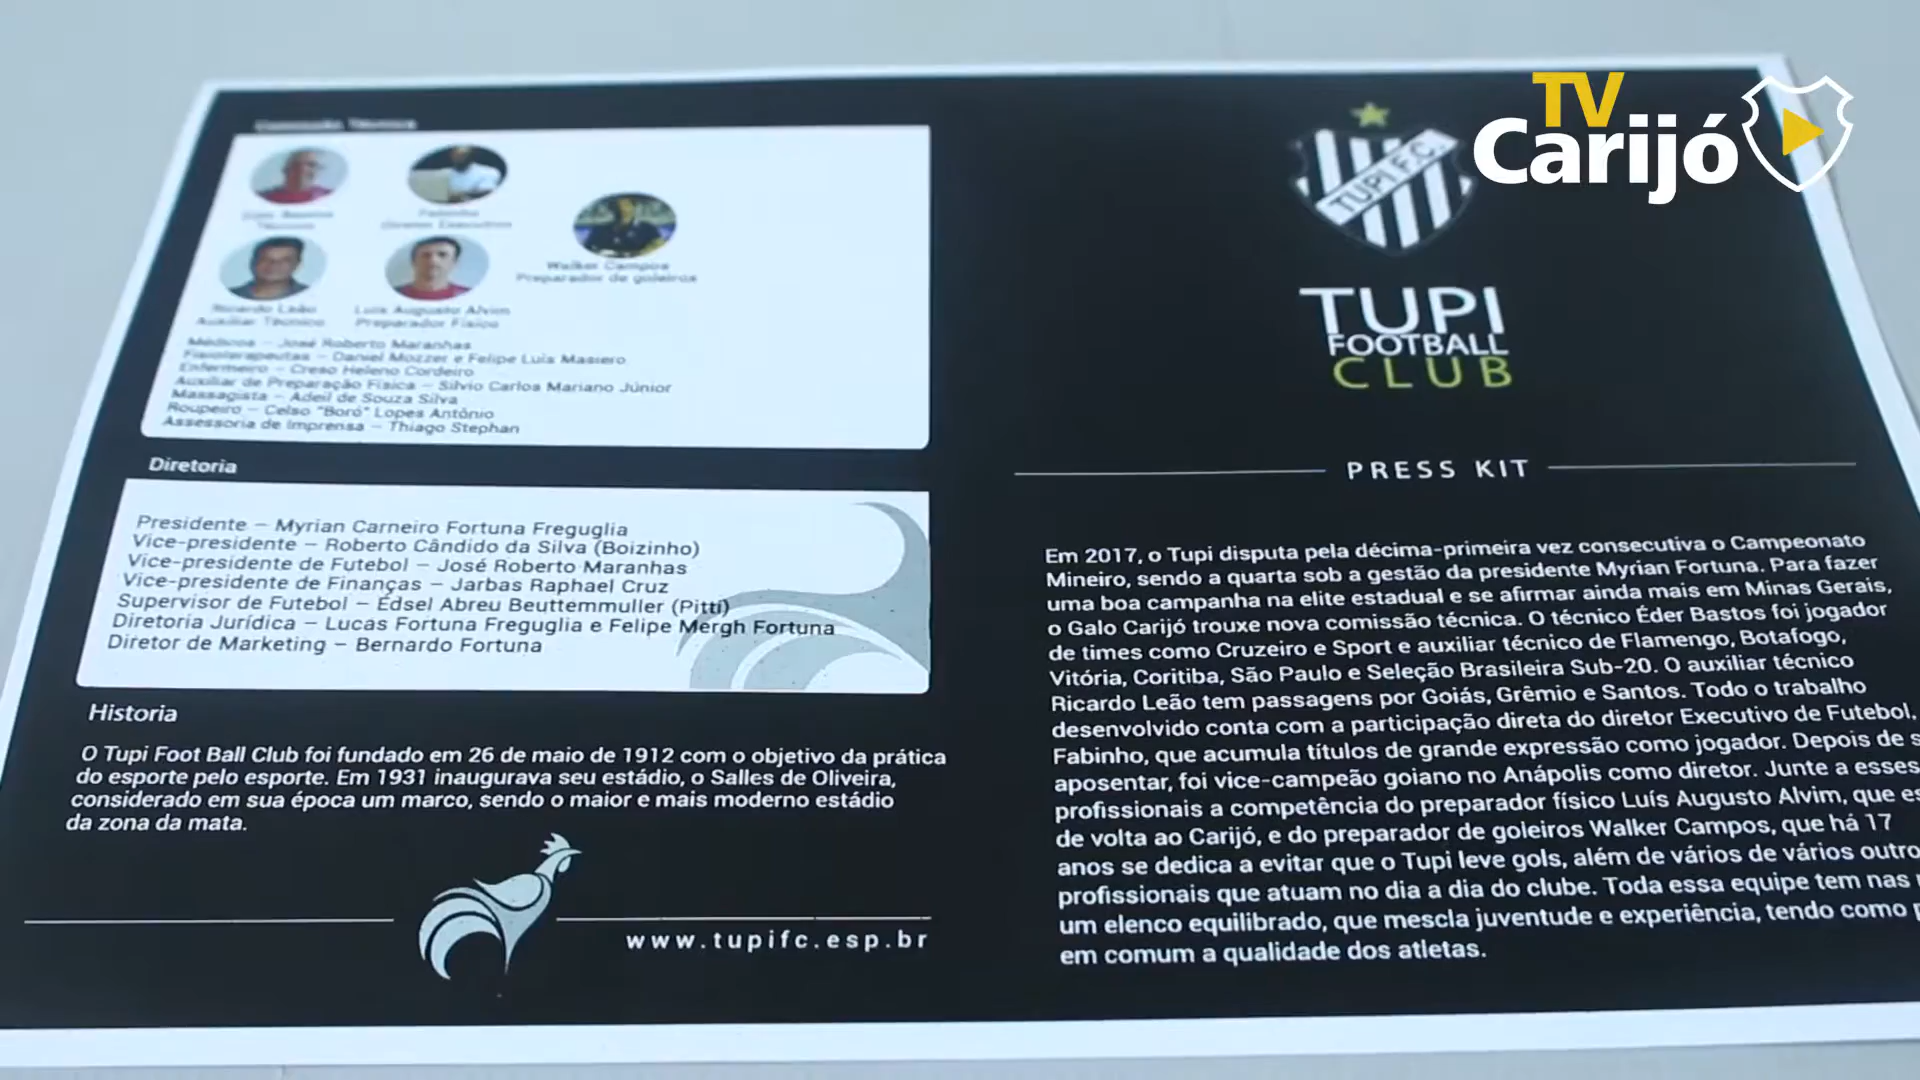 TV
Carijó
Comissão Técnica
Éder Bastos
Técnico
Fabinho
Diretor Executivo
Walker Campos
Preparador de goleiros
Ricardo Leão
Auxiliar Técnico
Luís Augusto Alvim
Preparador Físico
Médicos – José Roberto Maranhas
Fisioterapeutas – Daniel Mozzer e Felipe Luís Masiero
Enfermeiro – Creso Heleno Cordeiro
Auxiliar de Preparação Física – Silvio Carlos Mariano Júnior
Massagista – Adeil de Souza Silva
Roupeiro – Celso "Boró" Lopes Antônio
Assessoria de Imprensa – Thiago Stephan
Diretoria
Presidente – Myrian Carneiro Fortuna Freguglia
Vice-presidente – Roberto Cândido da Silva (Boizinho)
Vice-presidente de Futebol – José Roberto Maranhas
Vice-presidente de Finanças – Jarbas Raphael Cruz
Supervisor de Futebol – Édsel Abreu Beuttemmuller (Pitti)
Diretoria Jurídica – Lucas Fortuna Freguglia e Felipe Mergh Fortuna
Diretor de Marketing – Bernardo Fortuna
Historia
O Tupi Foot Ball Club foi fundado em 26 de maio de 1912 com o objetivo da prática
do esporte pelo esporte. Em 1931 inaugurava seu estádio, o Salles de Oliveira,
considerado em sua época um marco, sendo o maior e mais moderno estádio
da zona da mata.
www.tupifc.esp.br
TUPI F.C.
TUPI
FOOTBALL
CLUB
PRESS KIT
Em 2017, o Tupi disputa pela décima-primeira vez consecutiva o Campeonato
Mineiro, sendo a quarta sob a gestão da presidente Myrian Fortuna. Para fazer
uma boa campanha na elite estadual e se afirmar ainda mais em Minas Gerais,
o Galo Carijó trouxe nova comissão técnica. O técnico Éder Bastos foi jogador
de times como Cruzeiro e Sport e auxiliar técnico de Flamengo, Botafogo,
Vitória, Coritiba, São Paulo e Seleção Brasileira Sub-20. O auxiliar técnico
Ricardo Leão tem passagens por Goiás, Grêmio e Santos. Todo o trabalho
desenvolvido conta com a participação direta do diretor Executivo de Futebol,
Fabinho, que acumula títulos de grande expressão como jogador. Depois de s
aposentar, foi vice-campeão goiano no Anápolis como diretor. Junte a esses
profissionais a competência do preparador físico Luís Augusto Alvim, que es
de volta ao Carijó, e do preparador de goleiros Walker Campos, que há 17
anos se dedica a evitar que o Tupi leve gols, além de vários de vários outro
profissionais que atuam no dia a dia do clube. Toda essa equipe tem nas
um elenco equilibrado, que mescla juventude e experiência, tendo como p
em comum a qualidade dos atletas.